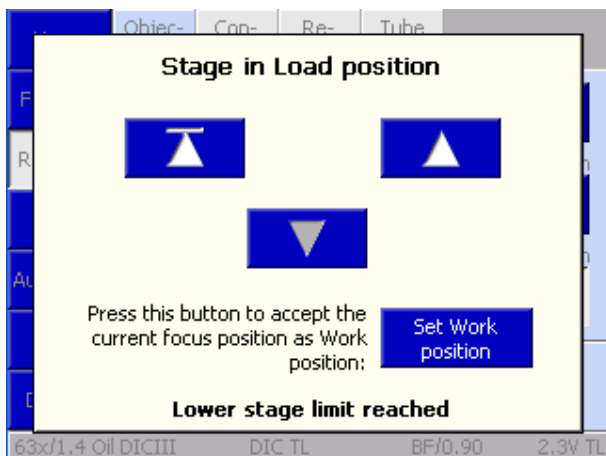 Objec-
Con-
Re-
Tube
Stage in Load position
Press this button to accept the
current focus position as Work
position:
Set Work
position
Lower stage limit reached
63x/1.4 Oil DICIII DIC TL BF/0.90 2.3V TL